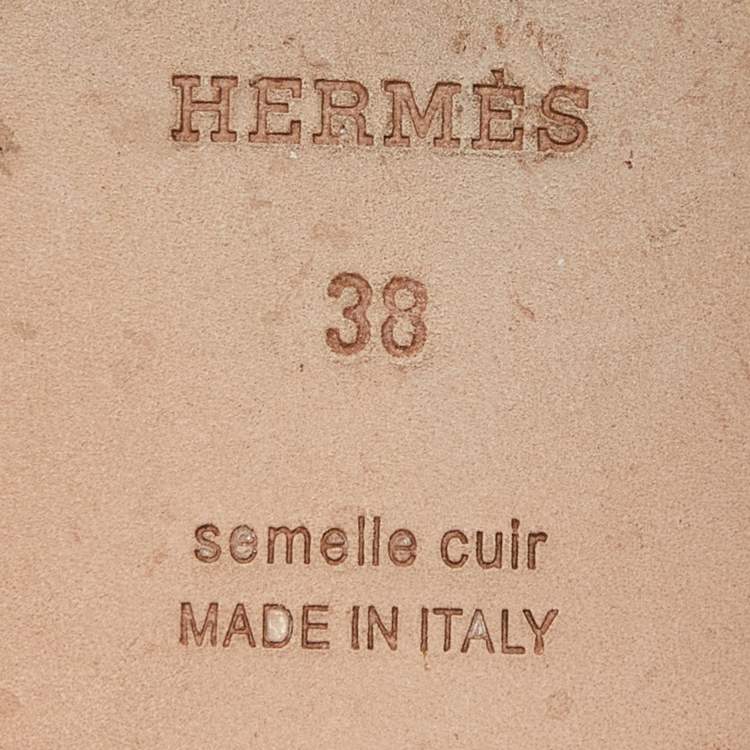 HERMÈS
38
semelle cuir
MADE IN ITALY